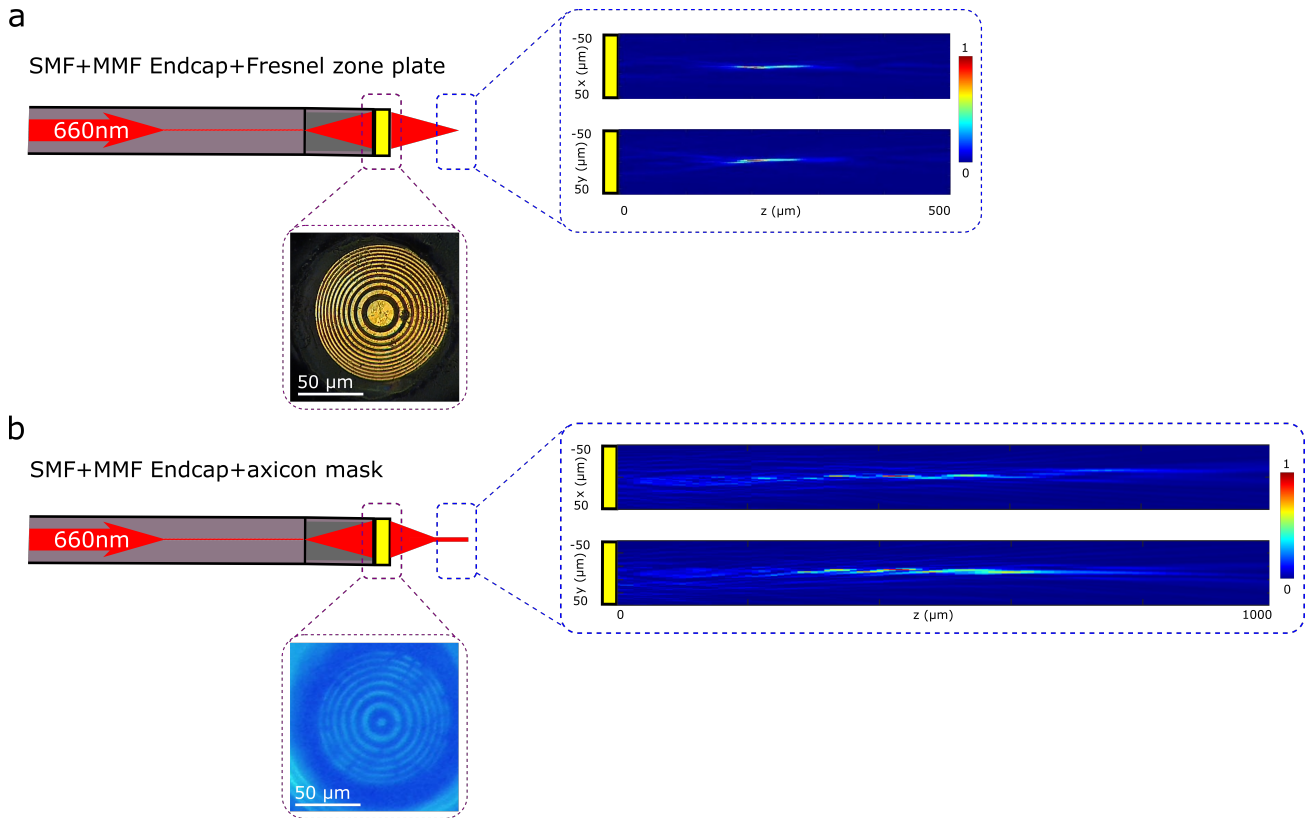 a
SMF+MMF Endcap+Fresnel zone plate
660nm
-50
x (µm)
50
-50
y (µm)
50
0
z (µm)
500
1
0
50 µm
b
SMF+MMF Endcap+axicon mask
660nm
-50
x (µm)
50
-50
y (µm)
50
0
z (µm)
1000
1
0
50 µm